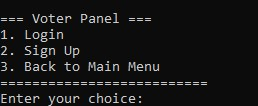 === Voter Panel ===
1. Login
2. Sign Up
3. Back to Main Menu
==========================
Enter your choice: